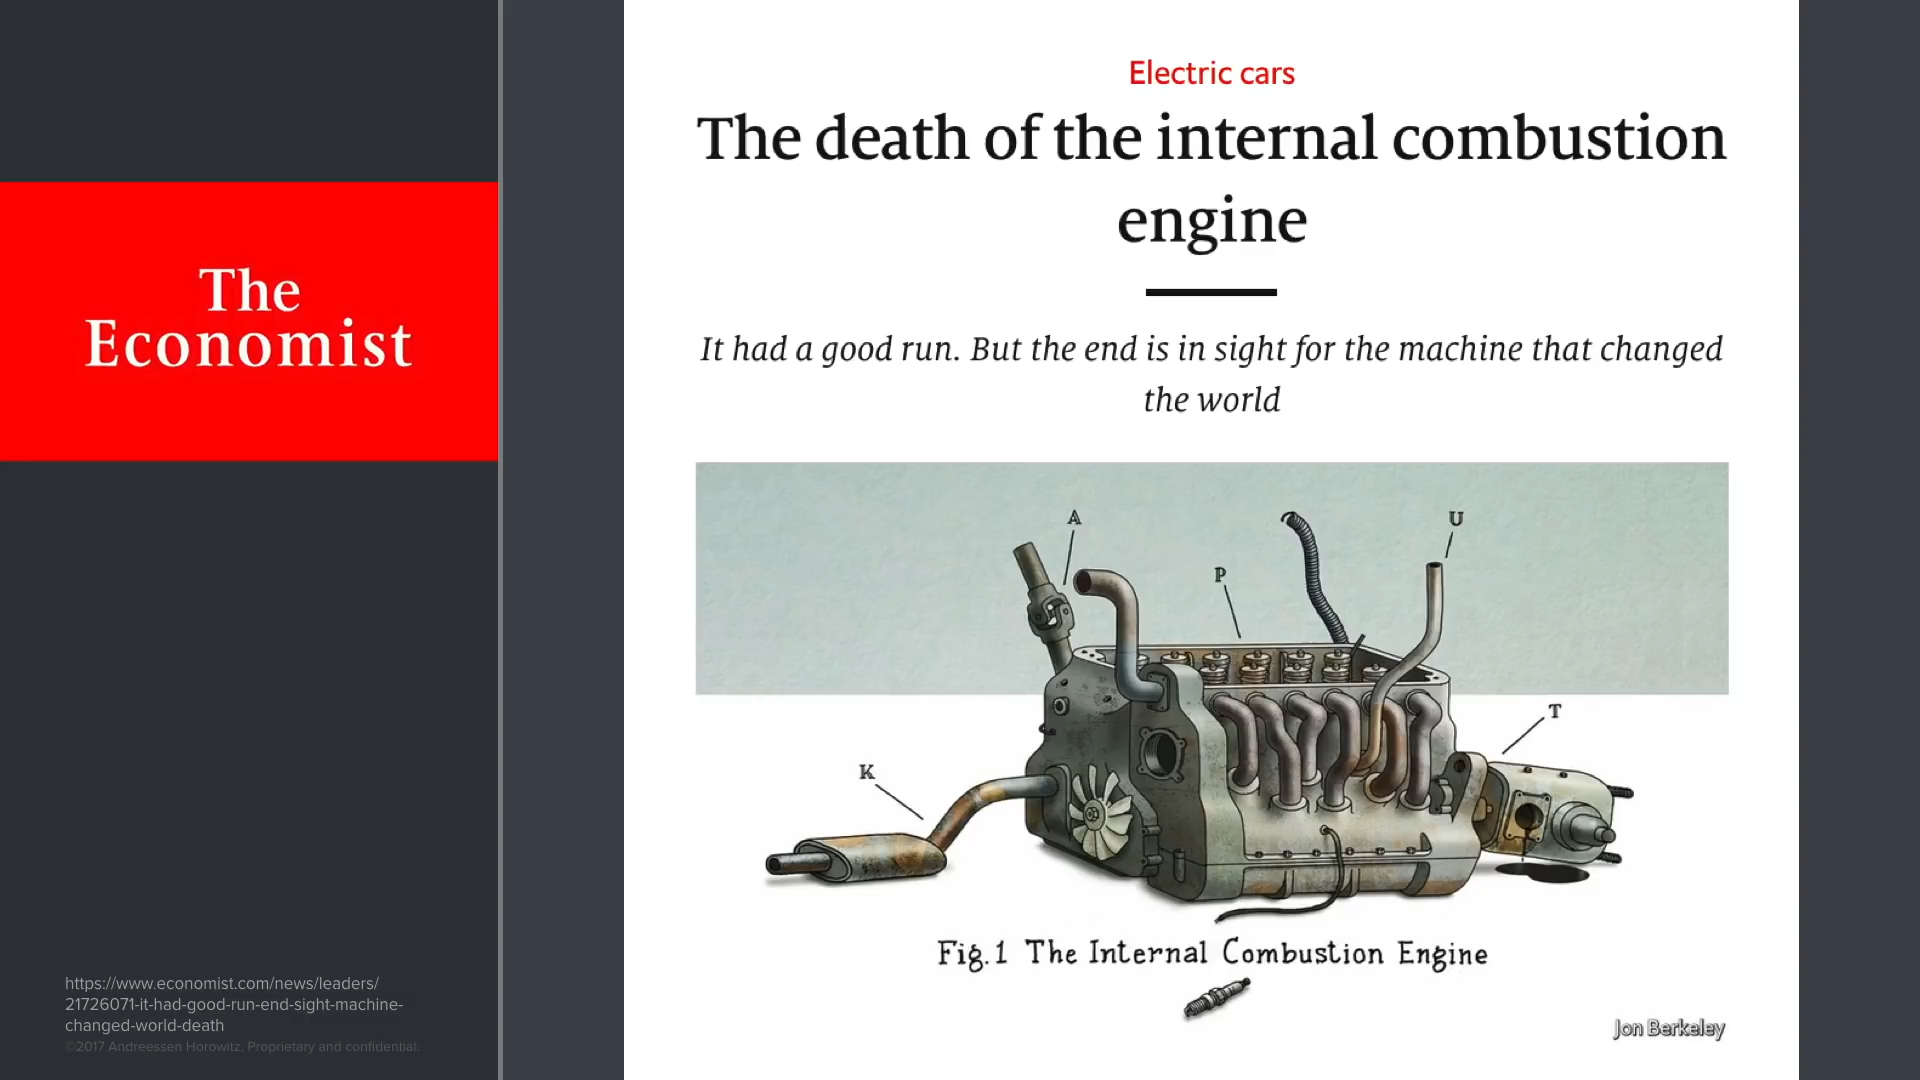 The
Economist
https://www.economist.com/news/leaders/
21726071-it-had-good-run-end-sight-machine-
changed-world-death
©2017 Andreessen Horowitz. Proprietary and confidential.
Electric cars
The death of the internal combustion
engine
It had a good run. But the end is in sight for the machine that changed
the world
A
U
P
T
K
Fig.1 The Internal Combustion Engine
Jon Berkeley